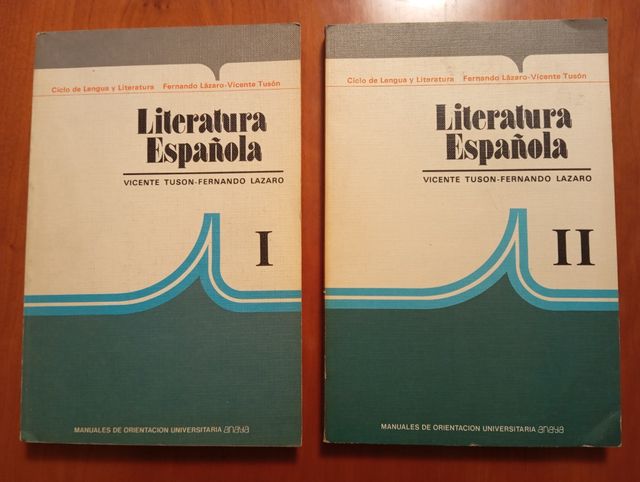 Ciclo de Lengua y Literatura Fernando Lázaro-Vicente Tusón
Literatura
Española
VICENTE TUSON-FERNANDO LAZARO
I
MANUALES DE ORIENTACION UNIVERSITARIA anaya
Ciclo de Lengua y Literatura Fernando Lázaro-Vicente Tusón
Literatura
Española
VICENTE TUSON-FERNANDO LAZARO
II
MANUALES DE ORIENTACION UNIVERSITARIA anaya